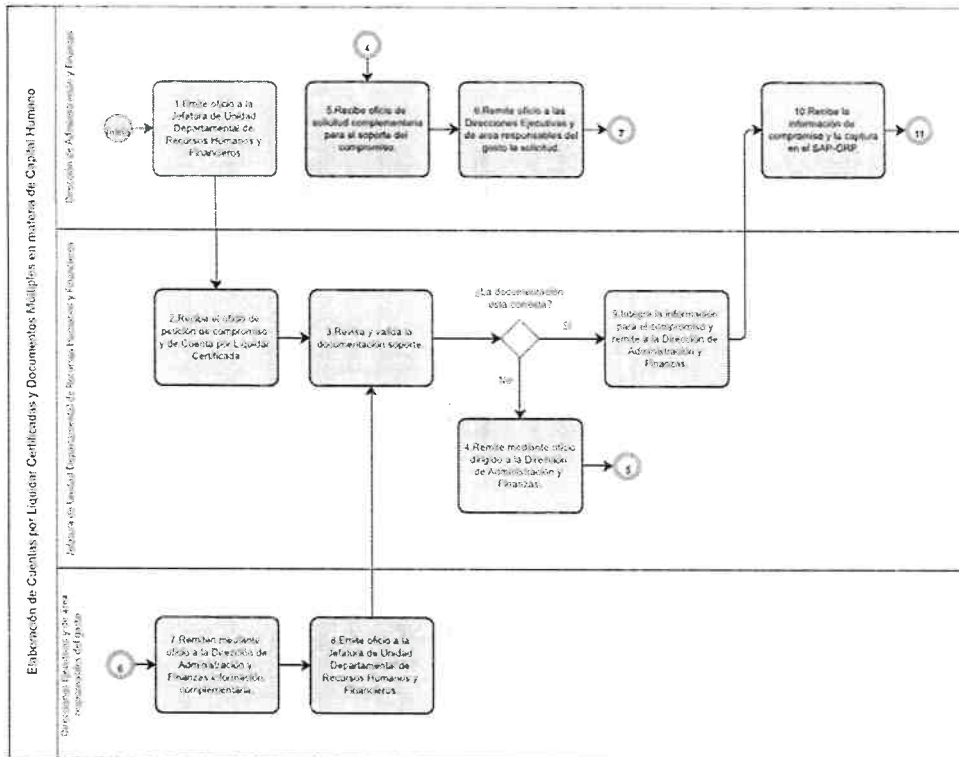 Elaboración de Cuentas por Liquidar Certificadas y Documentos Múltiples en materia de Capital Humano
Dirección de Administración y Finanzas
Inicio
1.Emite oficio a la
Jefatura de Unidad
Departamental de
Recursos Humanos y
Financieros
4
5.Recibe oficio de
solicitud complementaria
para el soporte del
compromiso.
6.Remite oficio a las
Direcciones Ejecutivas y
de area responsables del
gasto la solicitud.
7
10.Recibe la
información de
compromiso y la captura
en el SAP-GRP.
11
Jefatura de Unidad Departamental de Recursos Humanos y Financieros
2.Recibe el oficio de
petición de compromiso
y de Cuenta por Liquidar
Certificada
3.Revisa y valida la
documentación soporte.
¿La documentación
esta correcta?
Si
No
9.Integra la información
para el compromiso y
remite a la Dirección de
Administración y
Finanzas.
4.Remite mediante oficio
dirigido a la Dirección
de Administración y
Finanzas.
5
Direcciones Ejecutivas y de area
responsables del gasto
6
7.Remiten mediante
oficio a la Dirección de
Administración y
Finanzas información
complementaria.
8.Emite oficio a la
Jefatura de Unidad
Departamental de
Recursos Humanos y
Financieros